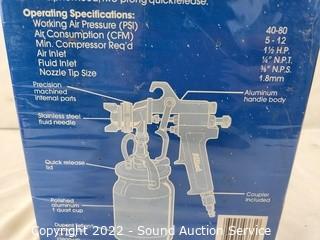 Operating Specifications:
Working Air Pressure (PSI) 40-80
Air Consumption (CFM) 5 - 12
Min. Compressor Req'd 1½ H.P.
Air Inlet ¼" N.P.T.
Fluid Inlet ⅜" N.P.S.
Nozzle Tip Size 1.8mm
Precision
machined
internal parts
Aluminum
handle body
Stainless steel
fluid needle
Quick release
lid
Coupler included
Polished
aluminum
1 quart cup
Copyright 2022 - Sound Auction Service